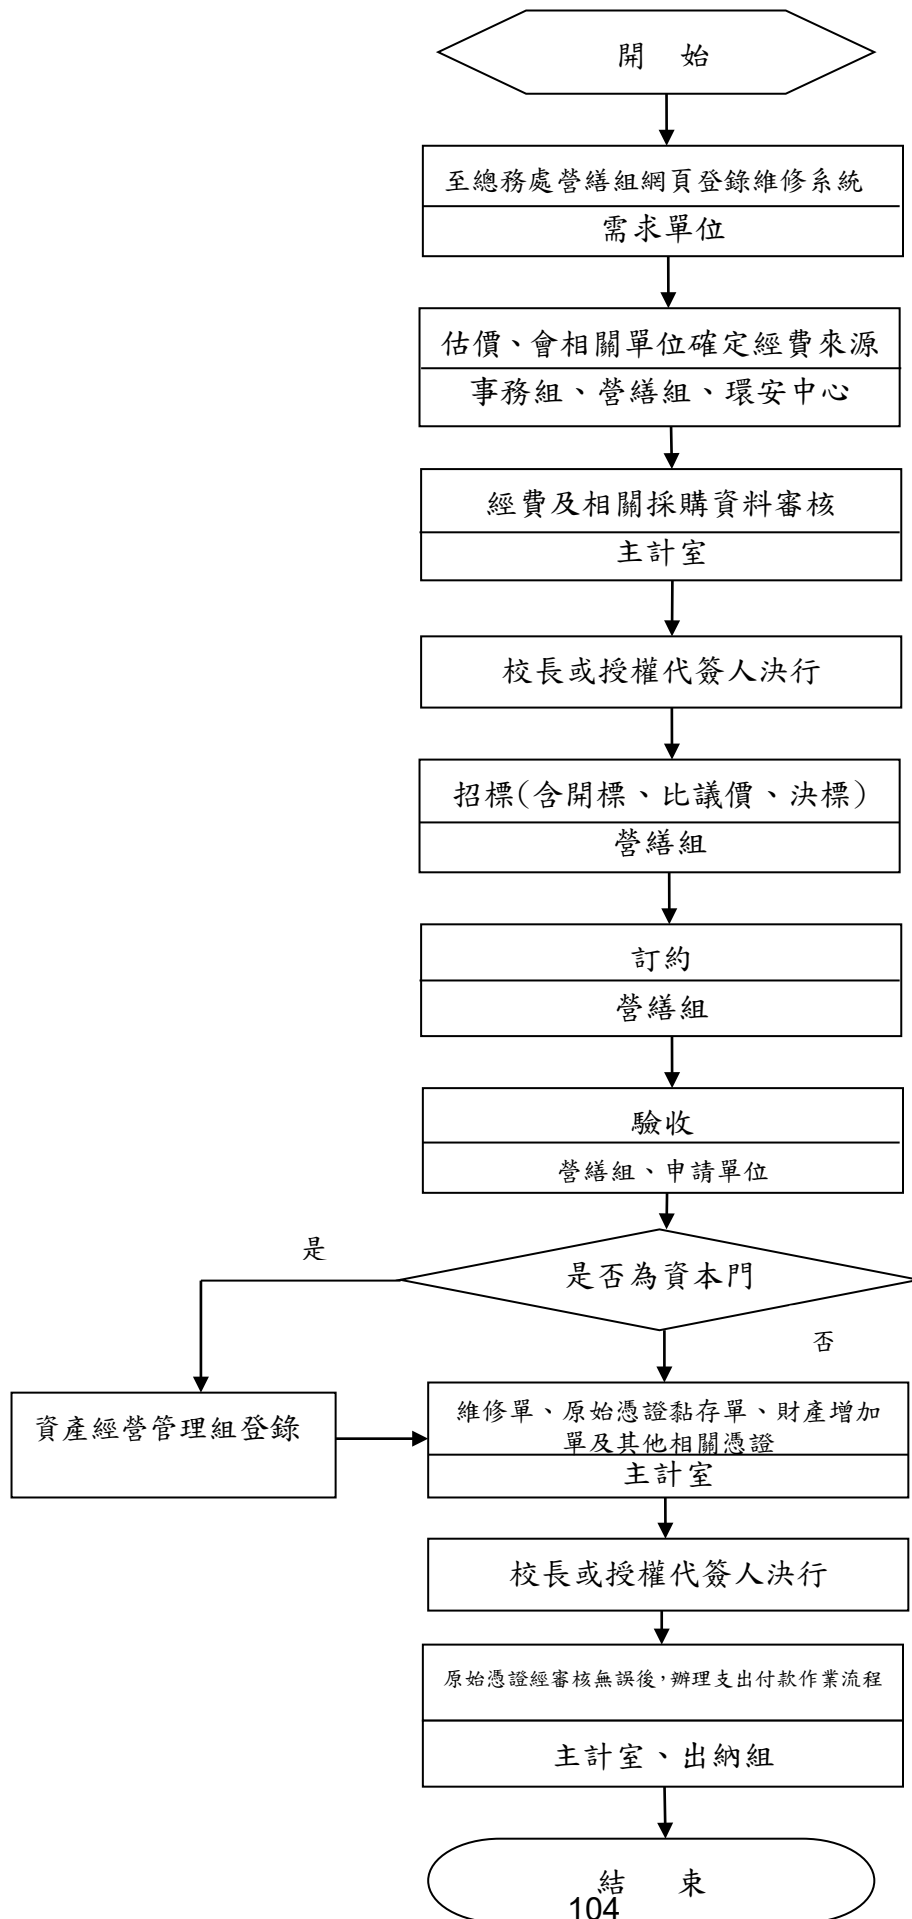 開 始
至總務處營繕組網頁登錄維修系統
需求單位
估價、會相關單位確定經費來源
事務組、營繕組、環安中心
經費及相關採購資料審核
主計室
校長或授權代簽人決行
招標(含開標、比議價、決標)
營繕組
訂約
營繕組
驗收
營繕組、申請單位
是
是否為資本門
否
資產經營管理組登錄
維修單、原始憑證黏存單、財產增加
單及其他相關憑證
主計室
校長或授權代簽人決行
原始憑證經審核無誤後，辦理支出付款作業流程
主計室、出納組
結 束
104